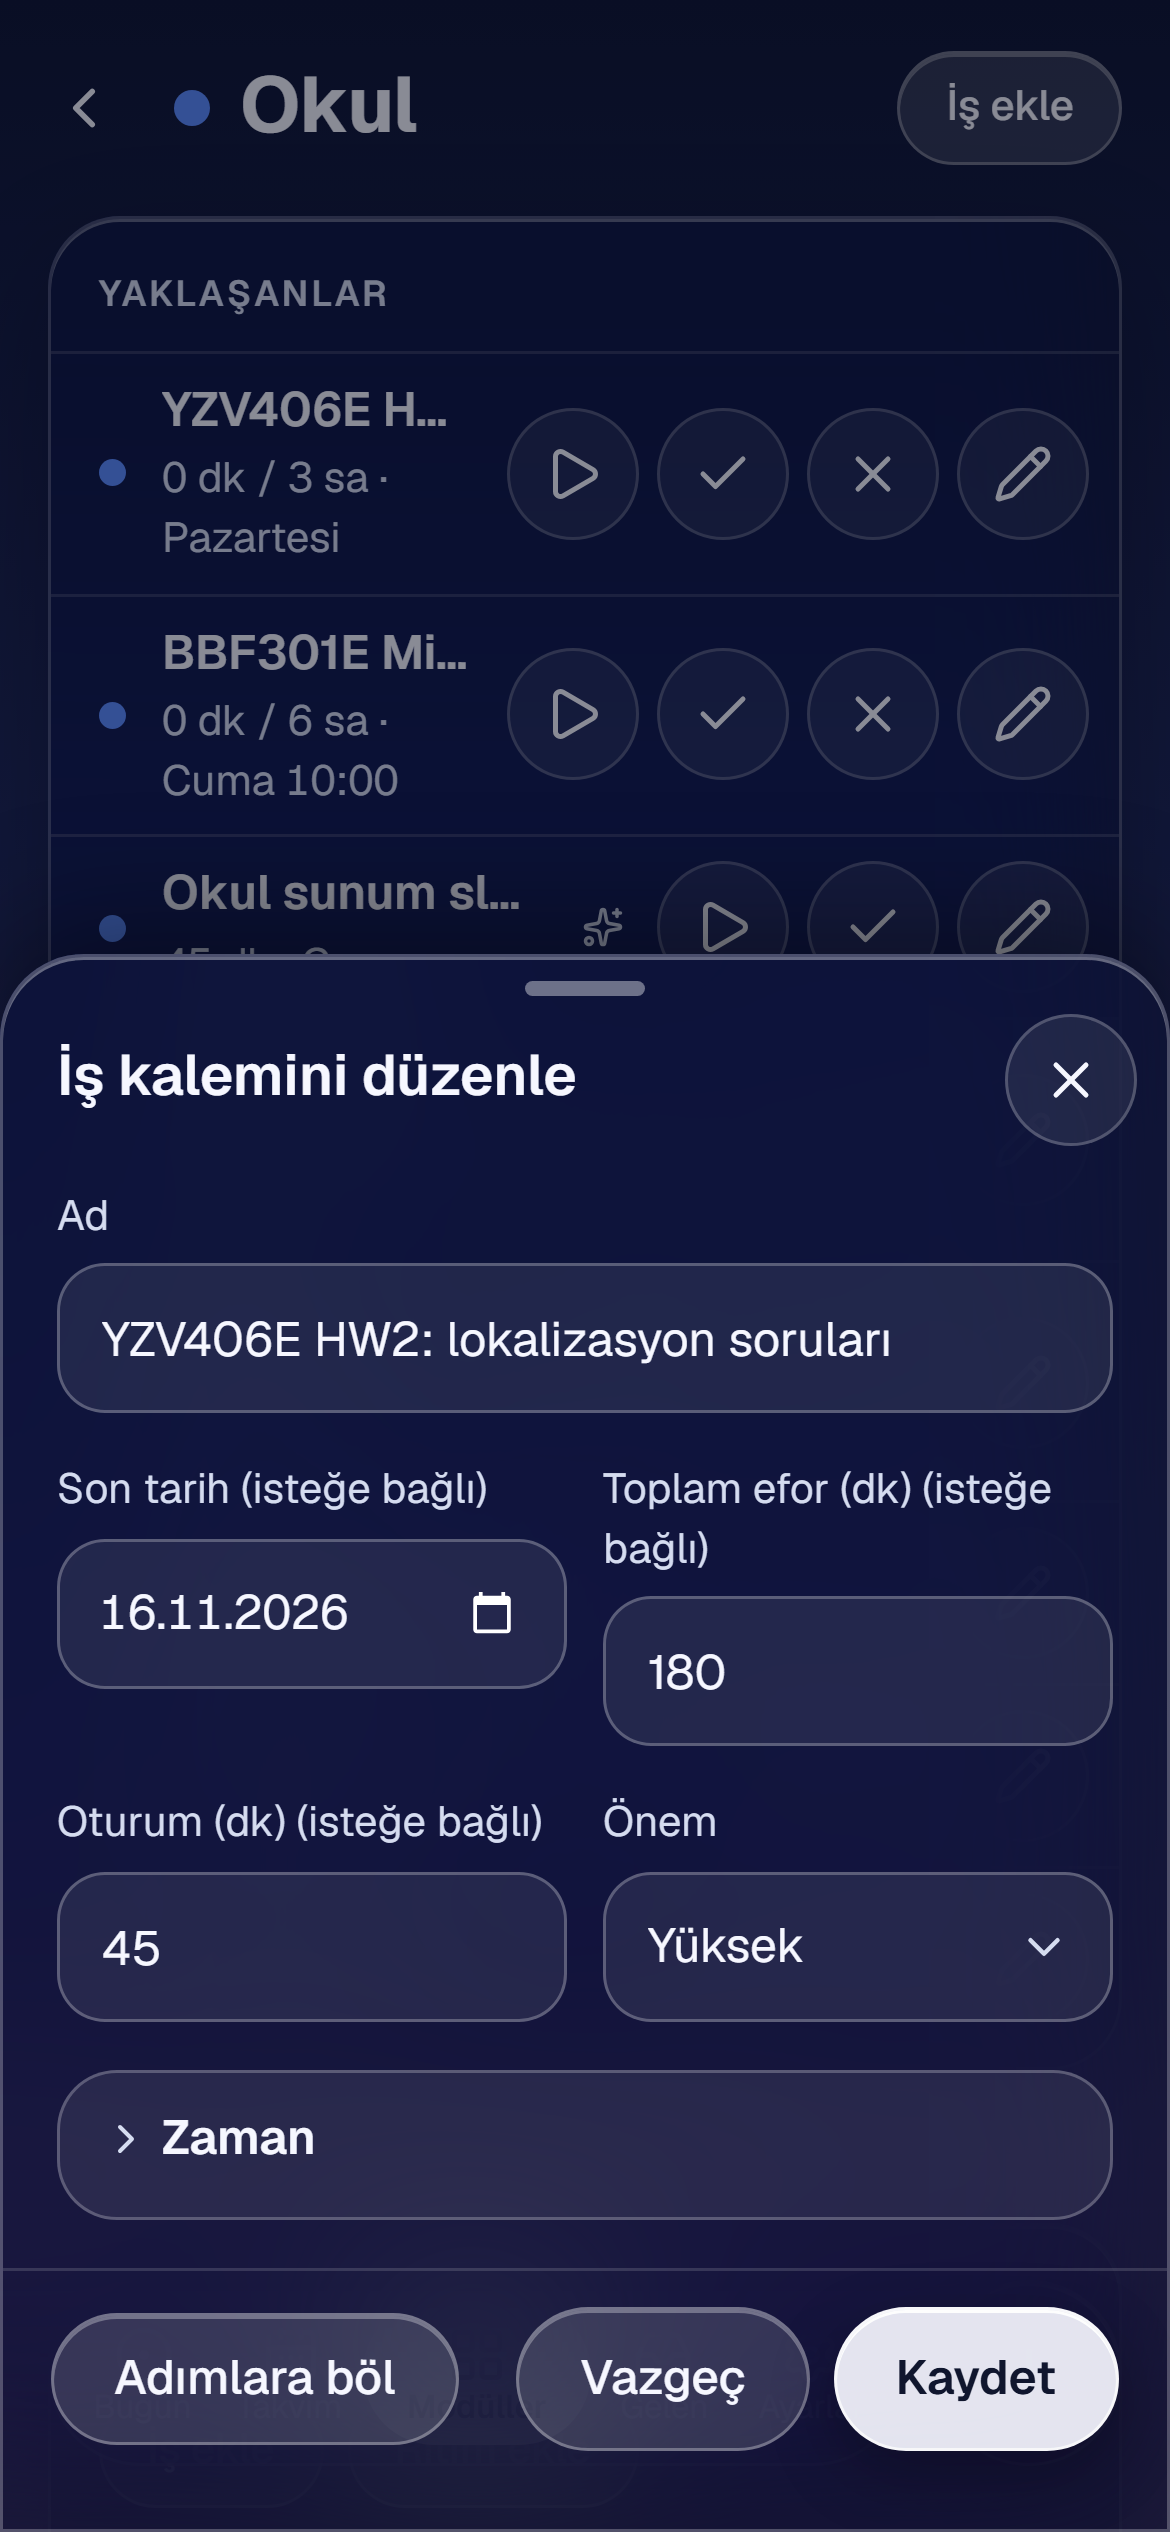 Okul
İş ekle
YAKLAŞANLAR
YZV406E H...
0 dk / 3 sa ·
Pazartesi
BBF301E Mi...
0 dk / 6 sa ·
Cuma 10:00
Okul sunum sl...
İş kalemini düzenle
Ad
YZV406E HW2: lokalizasyon soruları
Son tarih (isteğe bağlı)
Toplam efor (dk) (isteğe
bağlı)
16.11.2026
180
Oturum (dk) (isteğe bağlı)
Önem
45
Yüksek
Zaman
Adımlara böl
Vazgeç
Kaydet